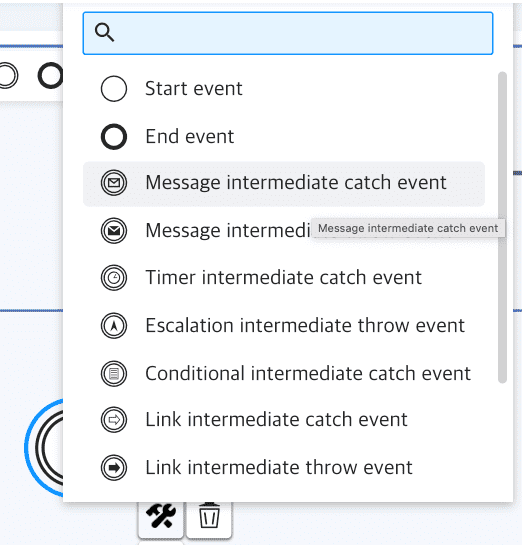 Start event
End event
Message intermediate catch event
Message intermedi
Message intermediate catch event
Timer intermediate catch event
Escalation intermediate throw event
Conditional intermediate catch event
Link intermediate catch event
Link intermediate throw event